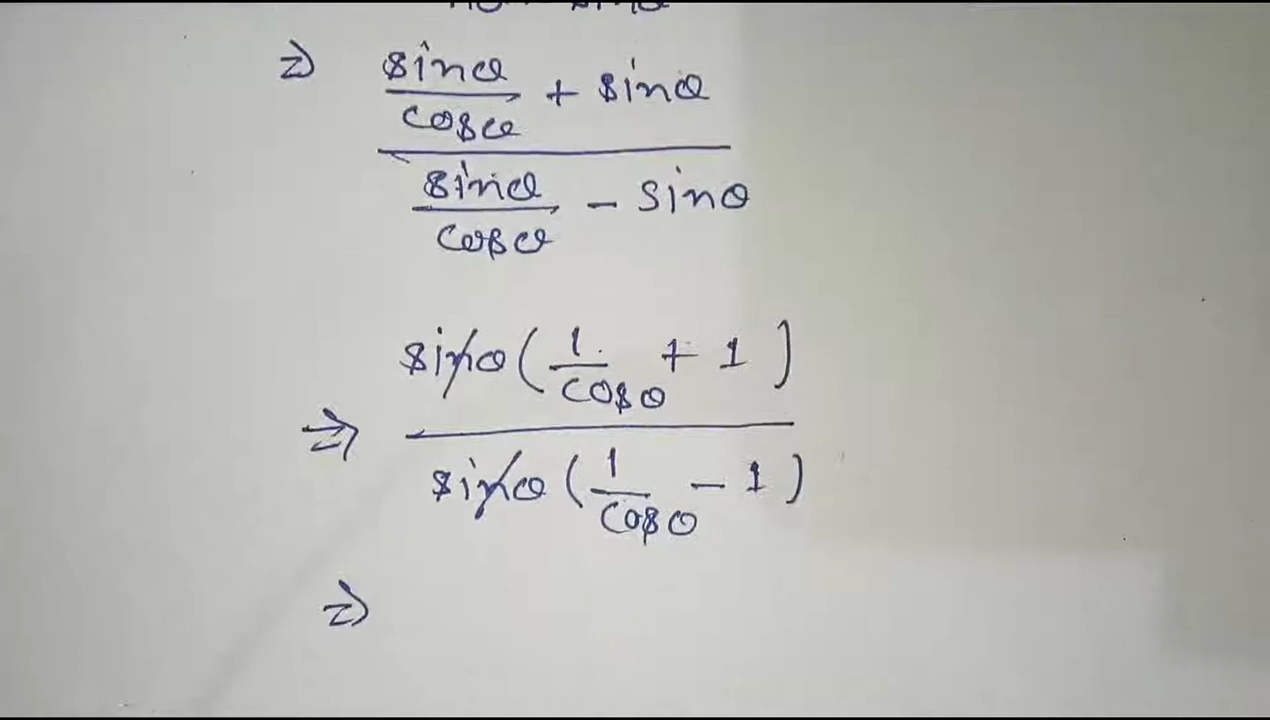 ⇒ sinθ/cosθ + sinθ
sinθ/cosθ - sinθ
⇒ sinθ(1/cosθ + 1)
sinθ(1/cosθ - 1)
⇒